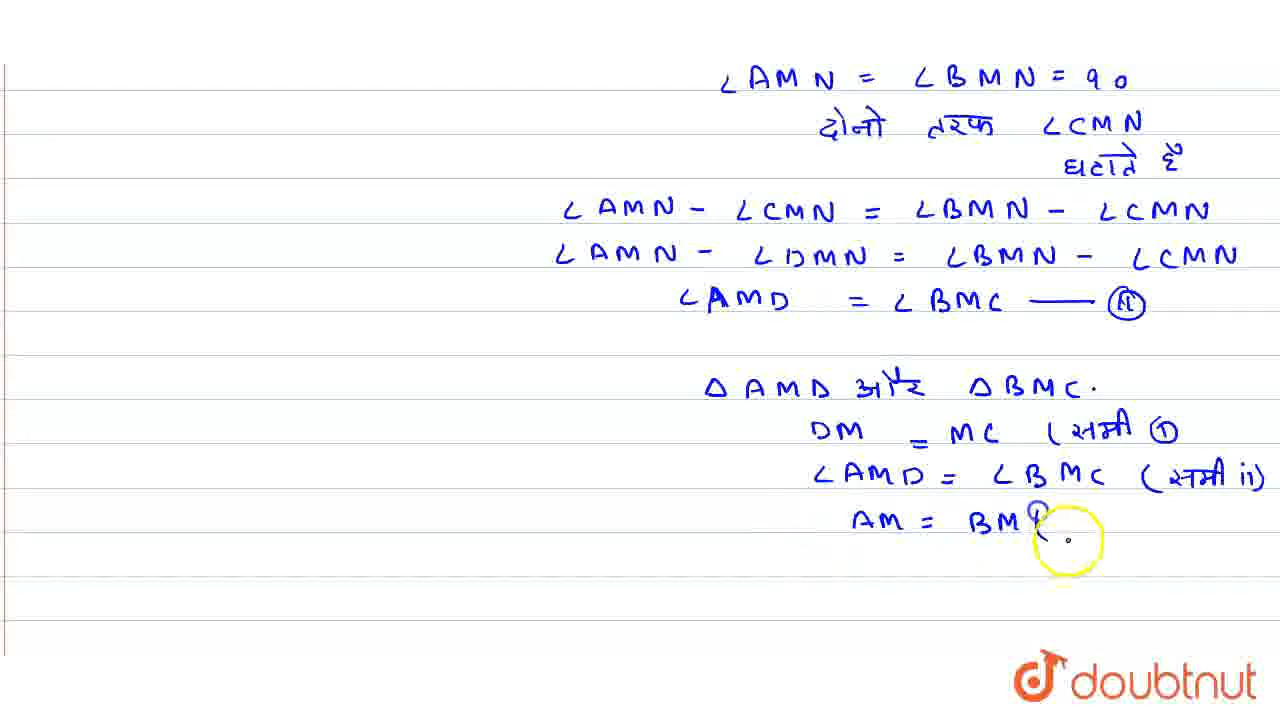 ∠AMN = ∠BMN = 90
दोनो तरफ ∠CMN
घटाते है
∠AMN - ∠CMN = ∠BMN - ∠CMN
∠AMN - ∠DMN = ∠BMN - ∠CMN
∠AMD = ∠BMC — (ii)
Δ AMD और Δ BMC.
DM = MC (समी (i)
∠AMD = ∠BMC (समी ii)
AM = BM (
doubtnut